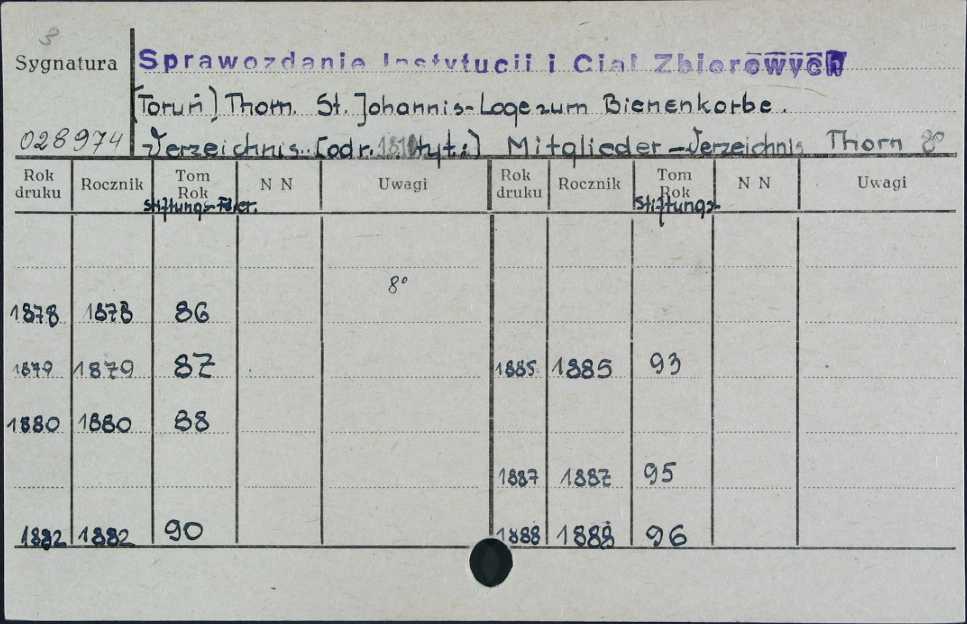 3
Sygnatura
Sprawozdanie Instytucji i Ciał Zbiorowych
[Toruń] Thorn. St. Johannis-Loge zum Bienenkorbe.
028974 Verzeichnis. [odr. tyt.:] Mitglieder-Verzeichnis Thorn 8°
Rok druku Rocznik Tom Rok N N Uwagi Rok druku Rocznik Tom Rok N N Uwagi
Stiftungs-Feier. Stiftungs-
8°
1878 1878 86
1879 1879 87 1885 1885 93
1880 1880 88
1887 1887 95
1882 1882 90 1888 1888 96